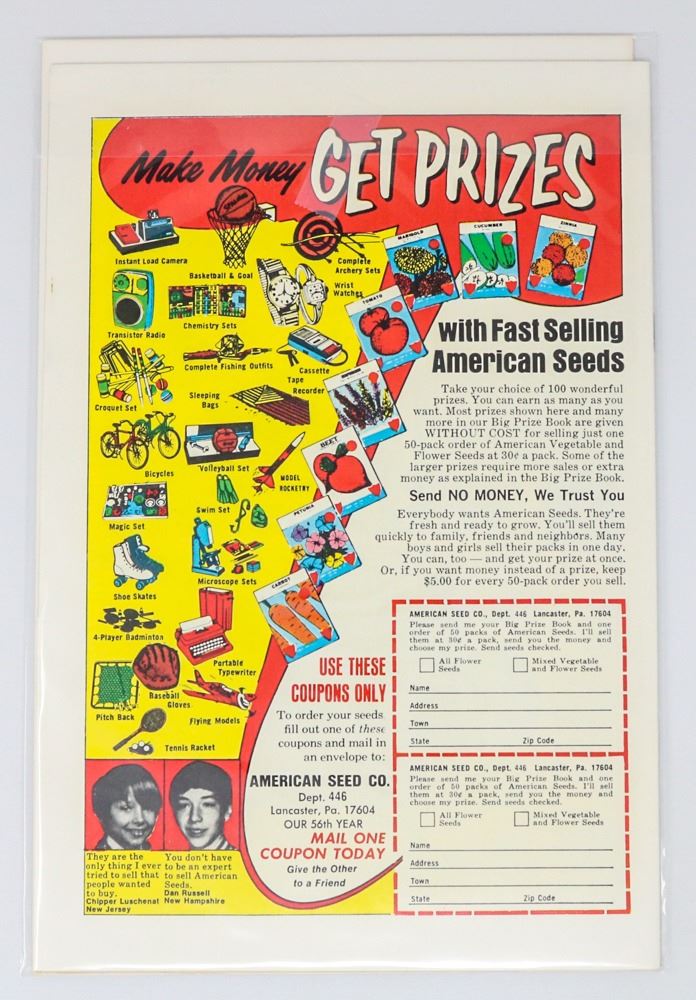 Make Money GET PRIZES
Instant Load Camera
Basketball & Goal
Complete
Archery Sets
Wrist
Watches
Transistor Radio
Chemistry Sets
Complete Fishing Outfits
Cassette
Tape
Recorder
Croquet Set
Sleeping
Bags
Bicycles
Volleyball Set
MODEL
ROCKETRY
Magic Set
Swim Set
Shoe Skates
Microscope Sets
4-Player Badminton
Portable
Typewriter
Pitch Back
Baseball
Gloves
Flying Models
Tennis Racket
MARIGOLD
CUCUMBER
ZINNIA
TOMATO
BEET
PETUNIA
CARROT
with Fast Selling
American Seeds
Take your choice of 100 wonderful
prizes. You can earn as many as you
want. Most prizes shown here and many
more in our Big Prize Book are given
WITHOUT COST for selling just one
50-pack order of American Vegetable and
Flower Seeds at 30¢ a pack. Some of the
larger prizes require more sales or extra
money as explained in the Big Prize Book.
Send NO MONEY, We Trust You
Everybody wants American Seeds. They're
fresh and ready to grow. You'll sell them
quickly to family, friends and neighbors. Many
boys and girls sell their packs in one day.
You can, too — and get your prize at once.
Or, if you want money instead of a prize, keep
$5.00 for every 50-pack order you sell.
USE THESE
COUPONS ONLY
To order your seeds
fill out one of these
coupons and mail in
an envelope to:
AMERICAN SEED CO.
Dept. 446
Lancaster, Pa. 17604
OUR 56th YEAR
MAIL ONE
COUPON TODAY
Give the Other
to a Friend
AMERICAN SEED CO., Dept. 446 Lancaster, Pa. 17604
Please send me your Big Prize Book and one
order of 50 packs of American Seeds. I'll sell
them at 30¢ a pack, send you the money and
choose my prize. Send seeds checked.
All Flower
Seeds
Mixed Vegetable
and Flower Seeds
Name
Address
Town
State Zip Code
AMERICAN SEED CO., Dept. 446 Lancaster, Pa. 17604
Please send me your Big Prize Book and one
order of 50 packs of American Seeds. I'll sell
them at 30¢ a pack, send you the money and
choose my prize. Send seeds checked.
All Flower
Seeds
Mixed Vegetable
and Flower Seeds
Name
Address
Town
State Zip Code
They are the
only thing I ever
tried to sell that
people wanted
to buy.
Chipper Luschenat
New Jersey
You don't have
to be an expert
to sell American
Seeds.
Dan Russell
New Hampshire